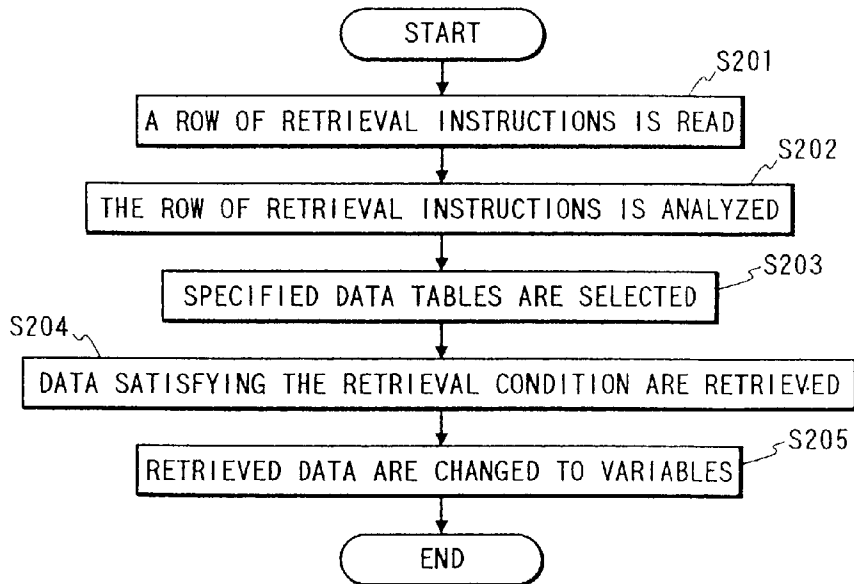 START
S201
A ROW OF RETRIEVAL INSTRUCTIONS IS READ
S202
THE ROW OF RETRIEVAL INSTRUCTIONS IS ANALYZED
S203
SPECIFIED DATA TABLES ARE SELECTED
S204
DATA SATISFYING THE RETRIEVAL CONDITION ARE RETRIEVED
S205
RETRIEVED DATA ARE CHANGED TO VARIABLES
END